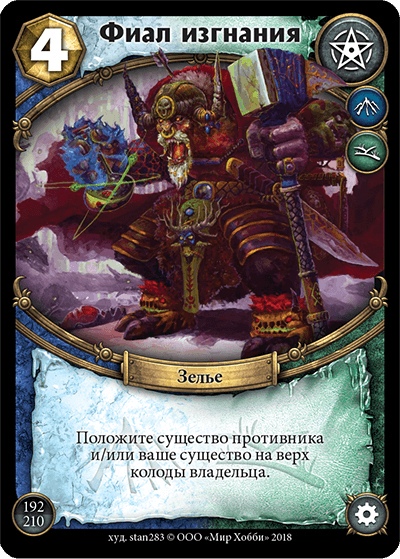 4
Фиал изгнания
Зелье
Положите существо противника
и/или ваше существо на верх
колоды владельца.
192
210
худ. stan283 © ООО «Мир Хобби» 2018